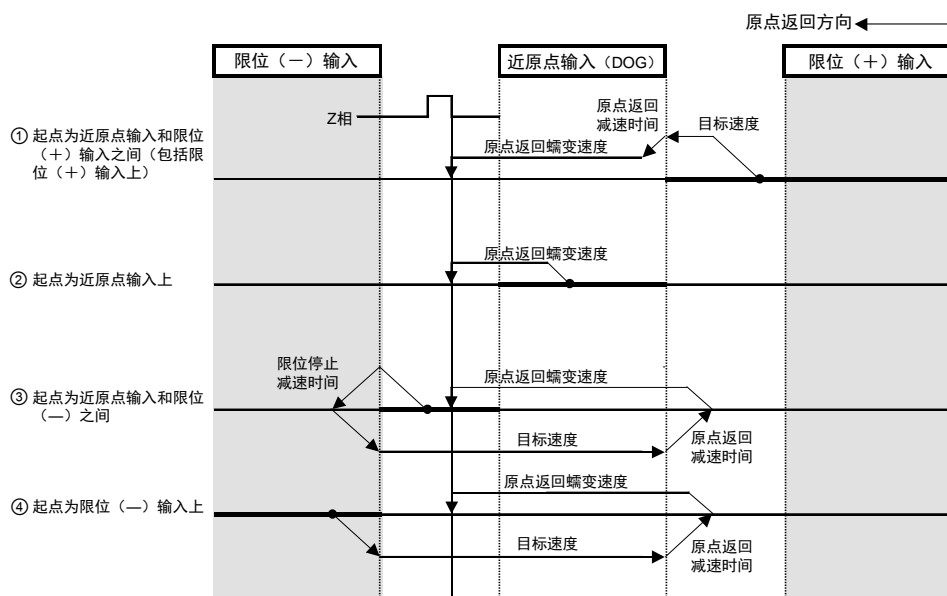 原点返回方向
限位（－）输入
近原点输入（DOG）
限位（＋）输入
Z相
原点返回
减速时间
目标速度
原点返回蠕变速度
① 起点为近原点输入和限位
（＋）输入之间（包括限
位（＋）输入上）
原点返回蠕变速度
② 起点为近原点输入上
限位停止
减速时间
原点返回蠕变速度
③ 起点为近原点输入和限位
（—）之间
目标速度
原点返回
减速时间
原点返回蠕变速度
④ 起点为限位（—）输入上
目标速度
原点返回
减速时间